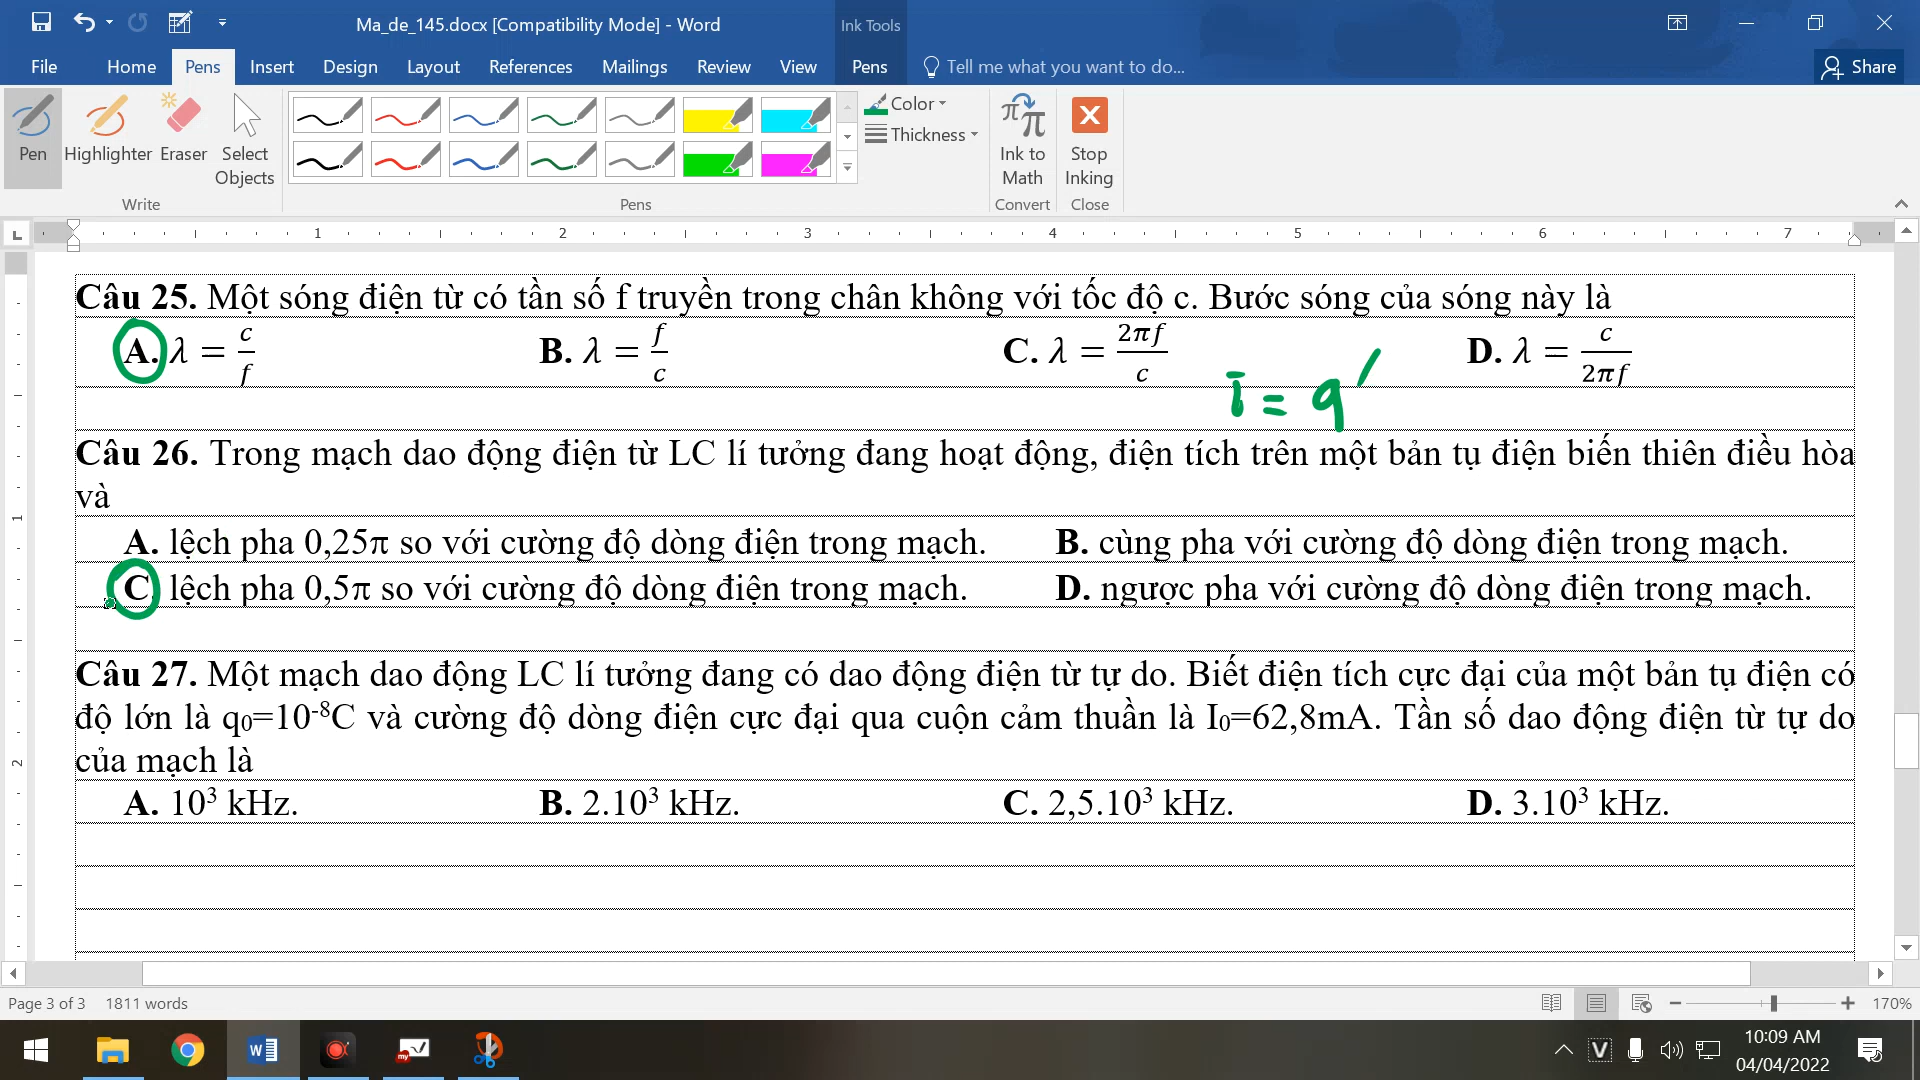 Ma_de_145.docx [Compatibility Mode] - Word
Ink Tools
File Home Pens Insert Design Layout References Mailings Review View Pens Tell me what you want to do... Share
Pen Highlighter Eraser Select Objects
Color
Thickness
Ink to Math
Stop Inking
Write Pens Convert Close
1 2 3 4 5 6 7
Câu 25. Một sóng điện từ có tần số f truyền trong chân không với tốc độ c. Bước sóng của sóng này là
A. λ = c/f B. λ = f/c C. λ = 2πf/c D. λ = c/2πf
i = q'
Câu 26. Trong mạch dao động điện từ LC lí tưởng đang hoạt động, điện tích trên một bản tụ điện biến thiên điều hòa
và
A. lệch pha 0,25π so với cường độ dòng điện trong mạch. B. cùng pha với cường độ dòng điện trong mạch.
C lệch pha 0,5π so với cường độ dòng điện trong mạch. D. ngược pha với cường độ dòng điện trong mạch.
Câu 27. Một mạch dao động LC lí tưởng đang có dao động điện từ tự do. Biết điện tích cực đại của một bản tụ điện có
độ lớn là q₀=10⁻⁸C và cường độ dòng điện cực đại qua cuộn cảm thuần là I₀=62,8mA. Tần số dao động điện từ tự do
của mạch là
A. 10³ kHz. B. 2.10³ kHz. C. 2,5.10³ kHz. D. 3.10³ kHz.
1
2
Page 3 of 3 1811 words
170%
10:09 AM
04/04/2022